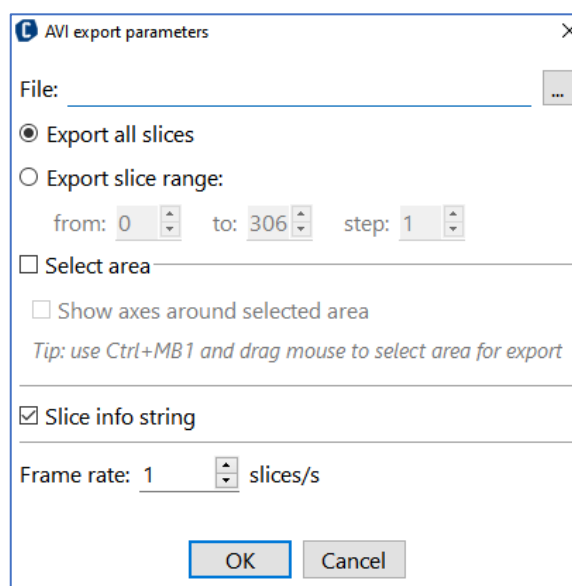 AVI export parameters
File:
...
Export all slices
Export slice range:
from: 0 to: 306 step: 1
Select area
Show axes around selected area
Tip: use Ctrl+MB1 and drag mouse to select area for export
Slice info string
Frame rate: 1 slices/s
OK Cancel